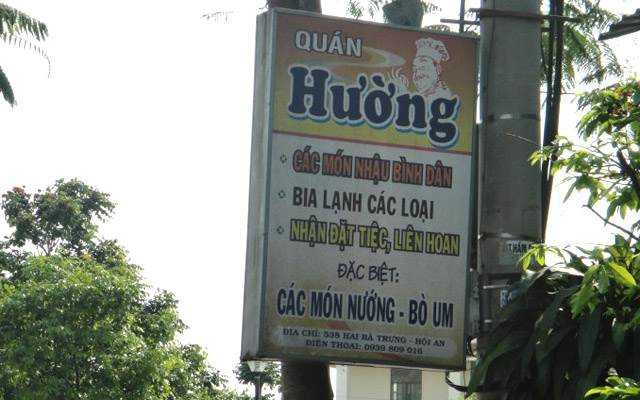 QUÁN
Hường
CÁC MÓN NHẬU BÌNH DÂN
BIA LẠNH CÁC LOẠI
NHẬN ĐẶT TIỆC, LIÊN HOAN
ĐẶC BIỆT:
CÁC MÓN NƯỚNG - BÒ UM
ĐỊA CHỈ: 538 HAI BÀ TRƯNG - HỘI AN
ĐIỆN THOẠI: 0939 809 016